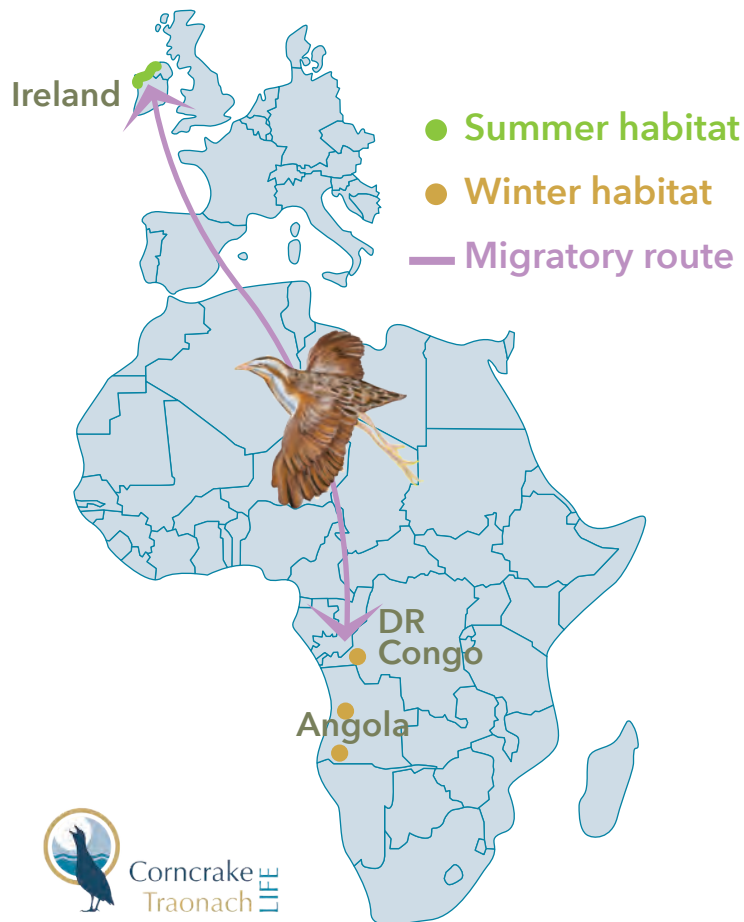 Ireland
Summer habitat
Winter habitat
Migratory route
DR
Congo
Angola
Corncrake
Traonach
LIFE